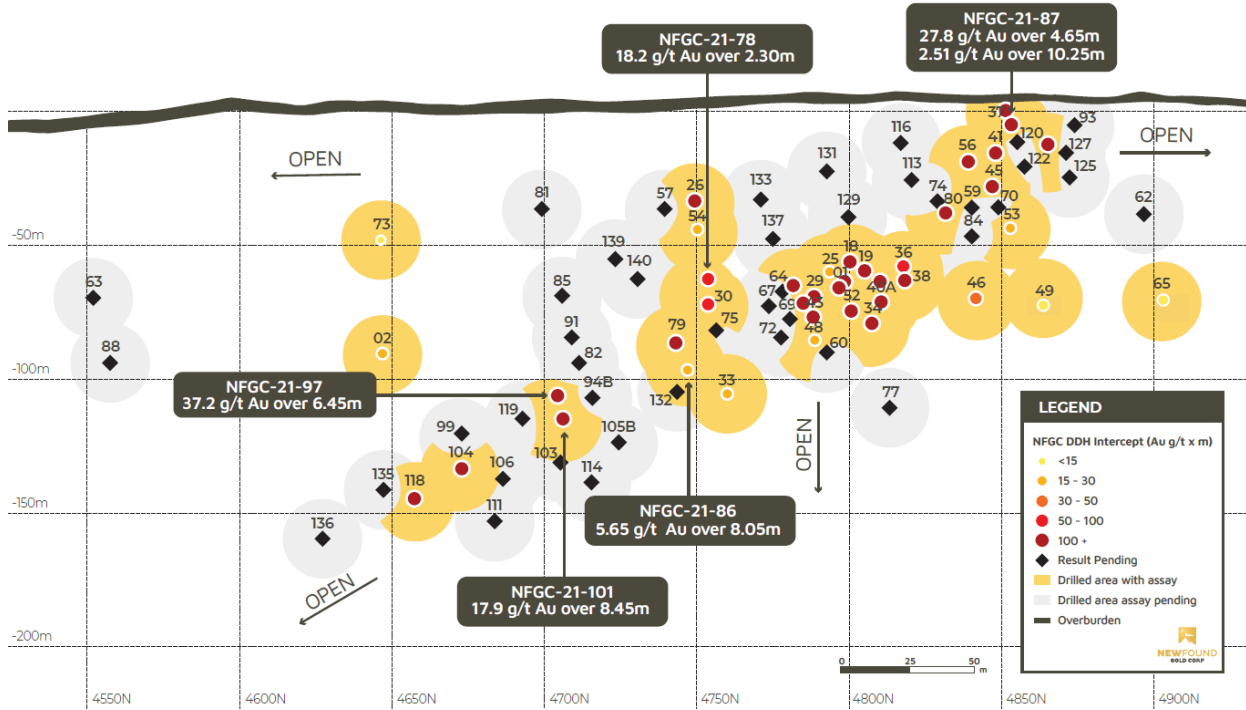 NFGC-21-78
18.2 g/t Au over 2.30m
NFGC-21-87
27.8 g/t Au over 4.65m
2.51 g/t Au over 10.25m
OPEN
OPEN
37
120
93
116
56
41
127
122
125
131
113
45
133
26
81
57
74
59
70
62
129
80
54
53
73
137
84
139
18
-50m
140
25
19
36
64
01
38
63
85
67
29
40A
46
49
65
30
69
43
52
34
75
72
91
79
48
60
02
88
82
-100m
NFGC-21-97
37.2 g/t Au over 6.45m
94B
132
33
77
119
99
105B
OPEN
104
103
135
106
114
118
-150m
111
136
NFGC-21-86
5.65 g/t Au over 8.05m
OPEN
NFGC-21-101
17.9 g/t Au over 8.45m
-200m
LEGEND
NFGC DDH Intercept (Au g/t x m)
<15
15 - 30
30 - 50
50 - 100
100 +
Result Pending
Drilled area with assay
Drilled area assay pending
Overburden
NEWFOUND
GOLD CORP
0 25 50
m
4550N 4600N 4650N 4700N 4750N 4800N 4850N 4900N